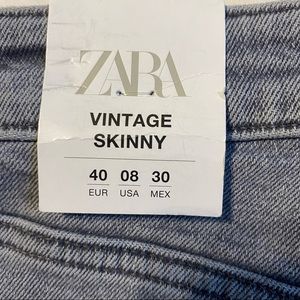 ZARA
VINTAGE
SKINNY
40 08 30
EUR USA MEX